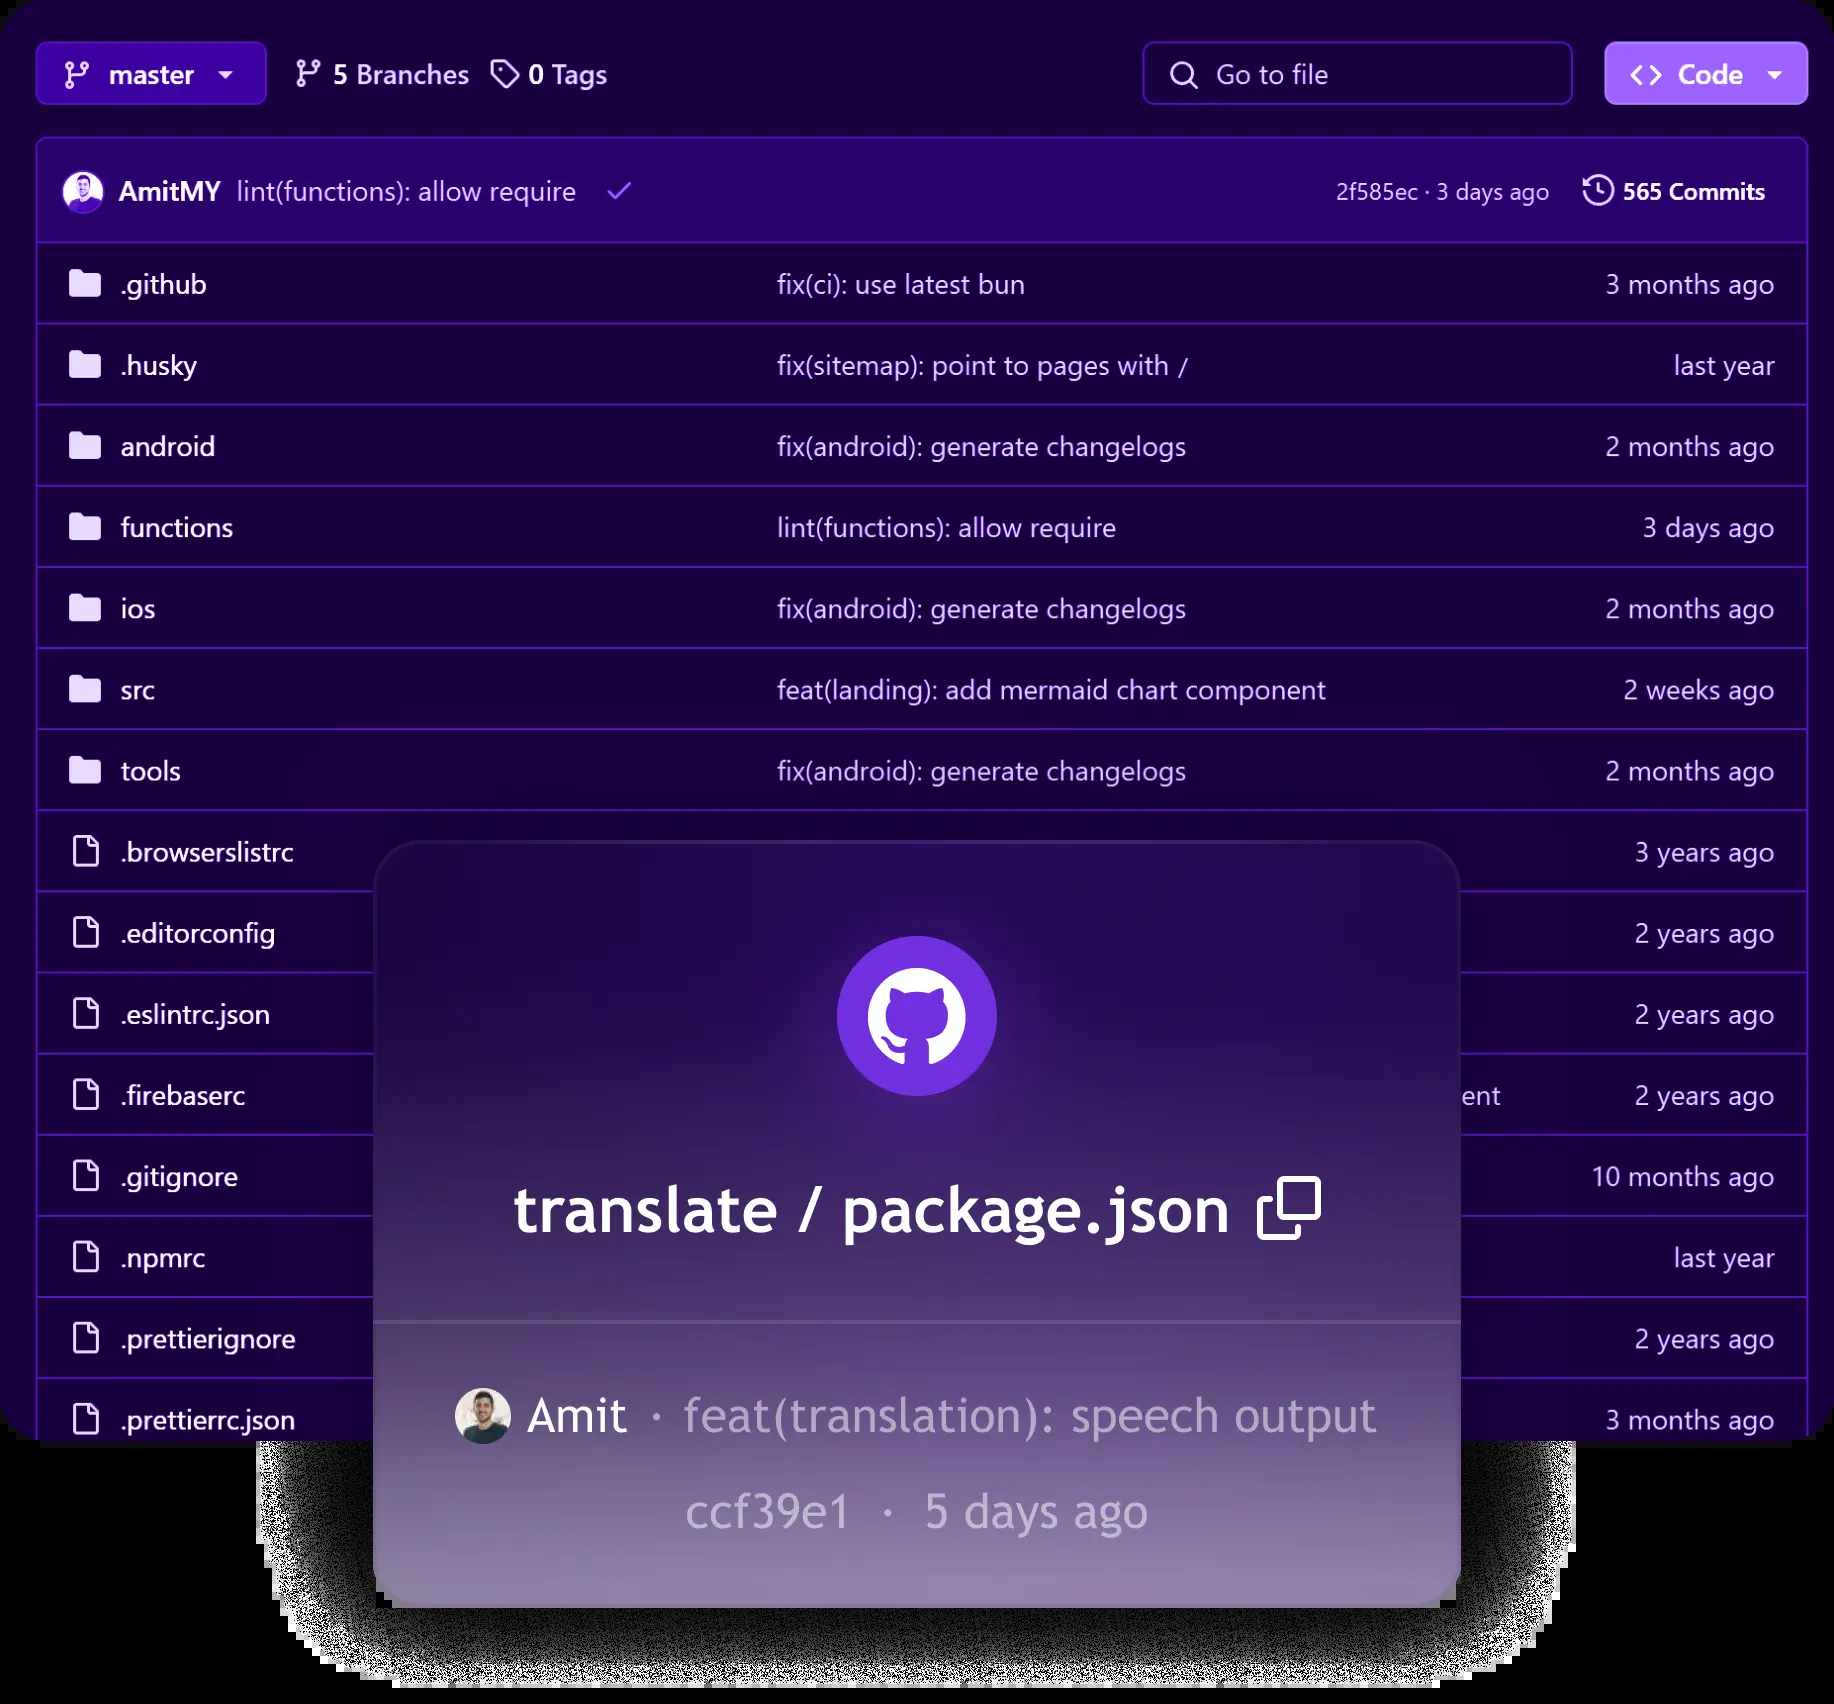 master 5 Branches 0 Tags Go to file Code
AmitMY lint(functions): allow require 2f585ec · 3 days ago 565 Commits
.github fix(ci): use latest bun 3 months ago
.husky fix(sitemap): point to pages with / last year
android fix(android): generate changelogs 2 months ago
functions lint(functions): allow require 3 days ago
ios fix(android): generate changelogs 2 months ago
src feat(landing): add mermaid chart component 2 weeks ago
tools fix(android): generate changelogs 2 months ago
.browserslistrc 3 years ago
.editorconfig 2 years ago
.eslintrc.json 2 years ago
.firebaserc ent 2 years ago
.gitignore 10 months ago
.npmrc last year
.prettierignore 2 years ago
.prettierrc.json 3 months ago
translate / package.json
Amit · feat(translation): speech output
ccf39e1 · 5 days ago